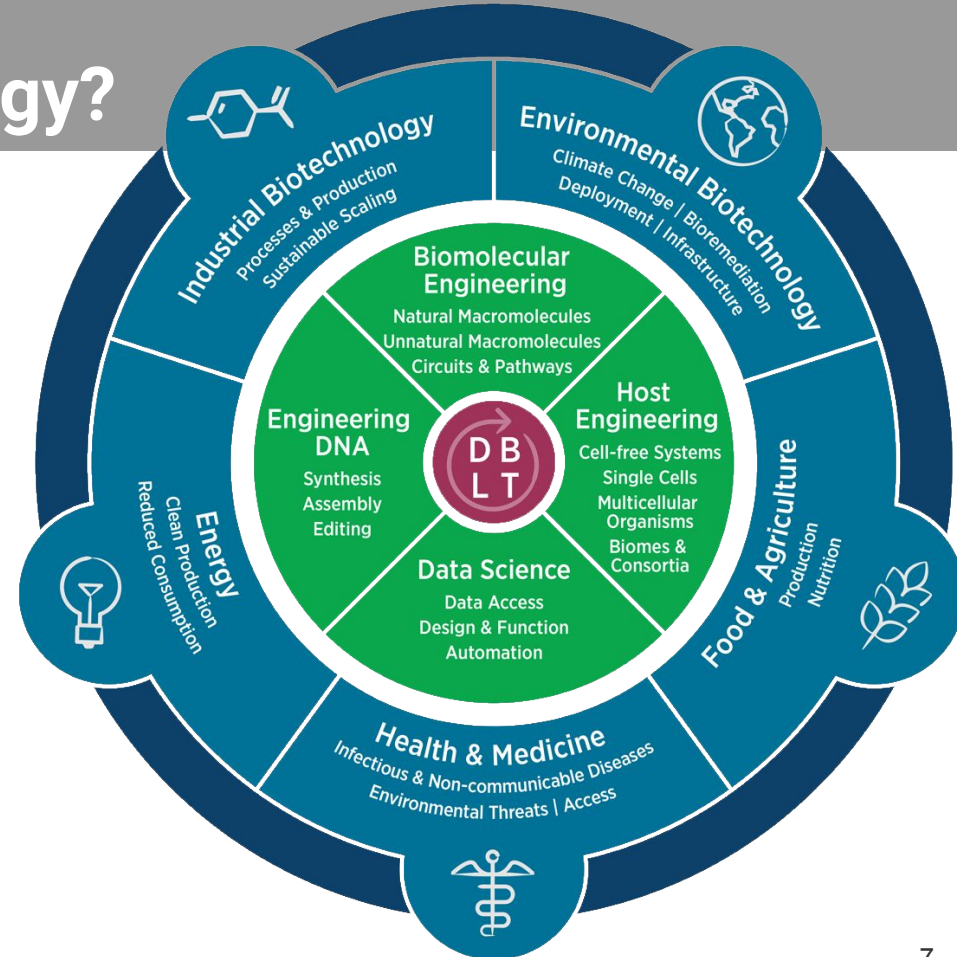 gy?
Industrial Biotechnology
Processes & Production
Sustainable Scaling
Environmental Biotechnology
Climate Change | Bioremediation
Deployment | Infrastructure
Biomolecular
Engineering
Natural Macromolecules
Unnatural Macromolecules
Circuits & Pathways
Engineering
DNA
Synthesis
Assembly
Editing
D B
L T
Host
Engineering
Cell-free Systems
Single Cells
Multicellular
Organisms
Biomes &
Consortia
Data Science
Data Access
Design & Function
Automation
Energy
Clean Production
Reduced Consumption
Food & Agriculture
Production
Nutrition
Health & Medicine
Infectious & Non-communicable Diseases
Environmental Threats | Access